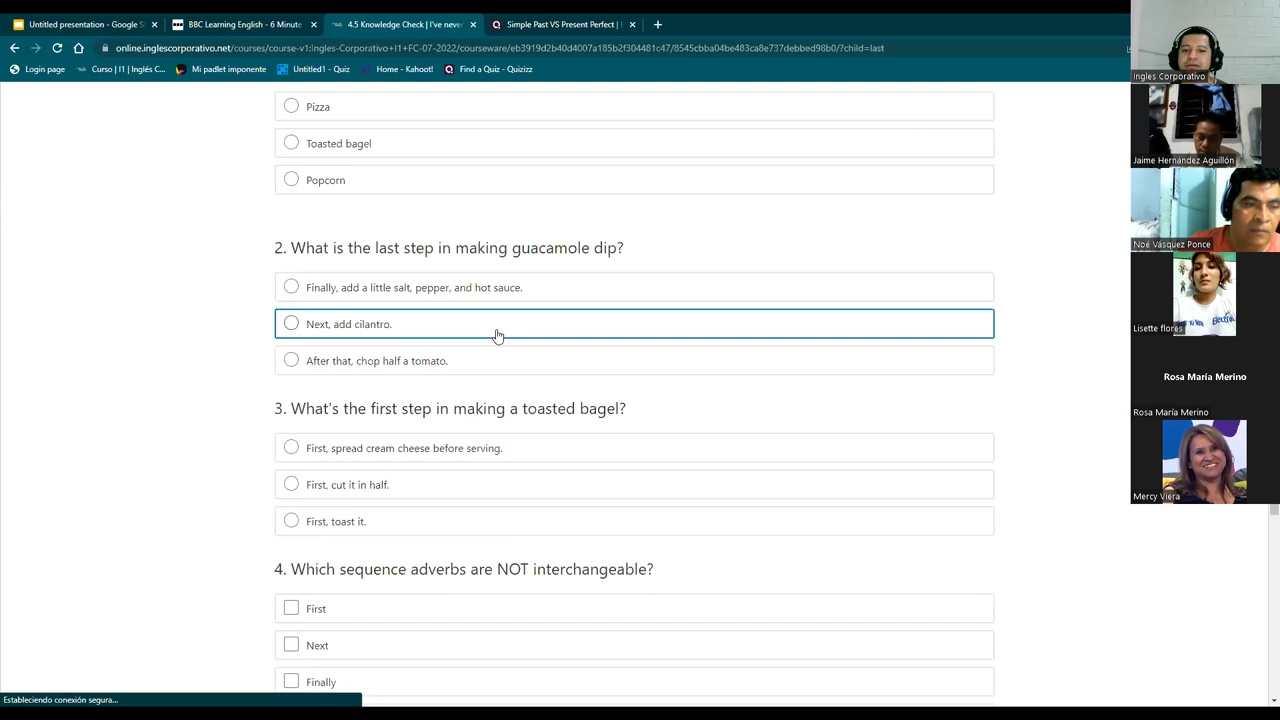 Untitled presentation - Google S
BBC Learning English - 6 Minute
4.5 Knowledge Check | I've neve
Simple Past VS Present Perfect |
online.inglescorporativo.net/courses/course-v1:Ingles-Corporativo+I1+FC-07-2022/courseware/eb3919d2b40d4007a185b2f304481c47/8545cbba04be483ca8e737debbed98b0/?child=last
Login page
Curso | I1 | Inglés C...
Mi padlet imponente
Untitled1 - Quiz
Home - Kahoot!
Find a Quiz - Quizizz
Pizza
Toasted bagel
Popcorn
2. What is the last step in making guacamole dip?
Finally, add a little salt, pepper, and hot sauce.
Next, add cilantro.
After that, chop half a tomato.
3. What's the first step in making a toasted bagel?
First, spread cream cheese before serving.
First, cut it in half.
First, toast it.
4. Which sequence adverbs are NOT interchangeable?
First
Next
Finally
Estableciendo conexión segura...
Ingles Corporativo
Jaime Hernández Aguillón
Noé Vásquez Ponce
Lisette flores
Rosa María Merino
Rosa María Merino
Mercy Viera